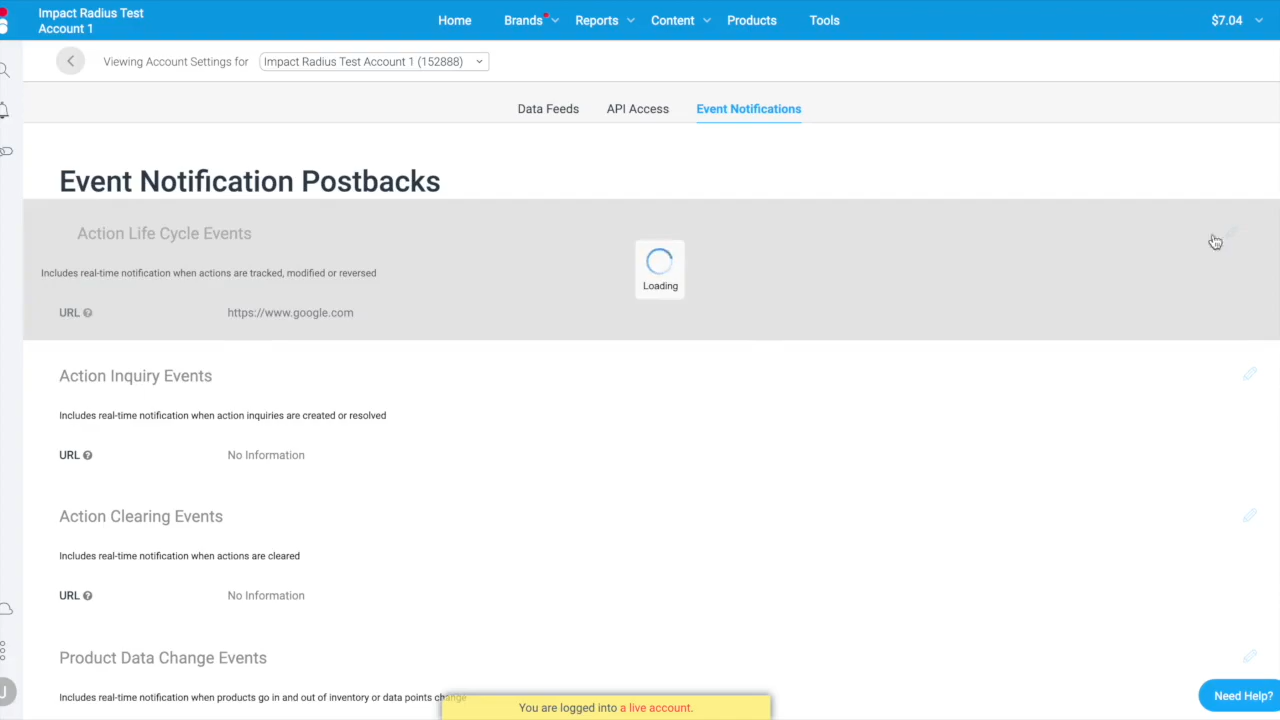 Impact Radius Test
Account 1
Home
Brands
Reports
Content
Products
Tools
$7.04
Viewing Account Settings for
Impact Radius Test Account 1 (152888)
Data Feeds
API Access
Event Notifications
Event Notification Postbacks
Action Life Cycle Events
Includes real-time notification when actions are tracked, modified or reversed
Loading
URL
https://www.google.com
Action Inquiry Events
Includes real-time notification when action inquiries are created or resolved
URL
No Information
Action Clearing Events
Includes real-time notification when actions are cleared
URL
No Information
Product Data Change Events
Includes real-time notification when products go in and out of inventory or data points change
You are logged into a live account.
Need Help?
J